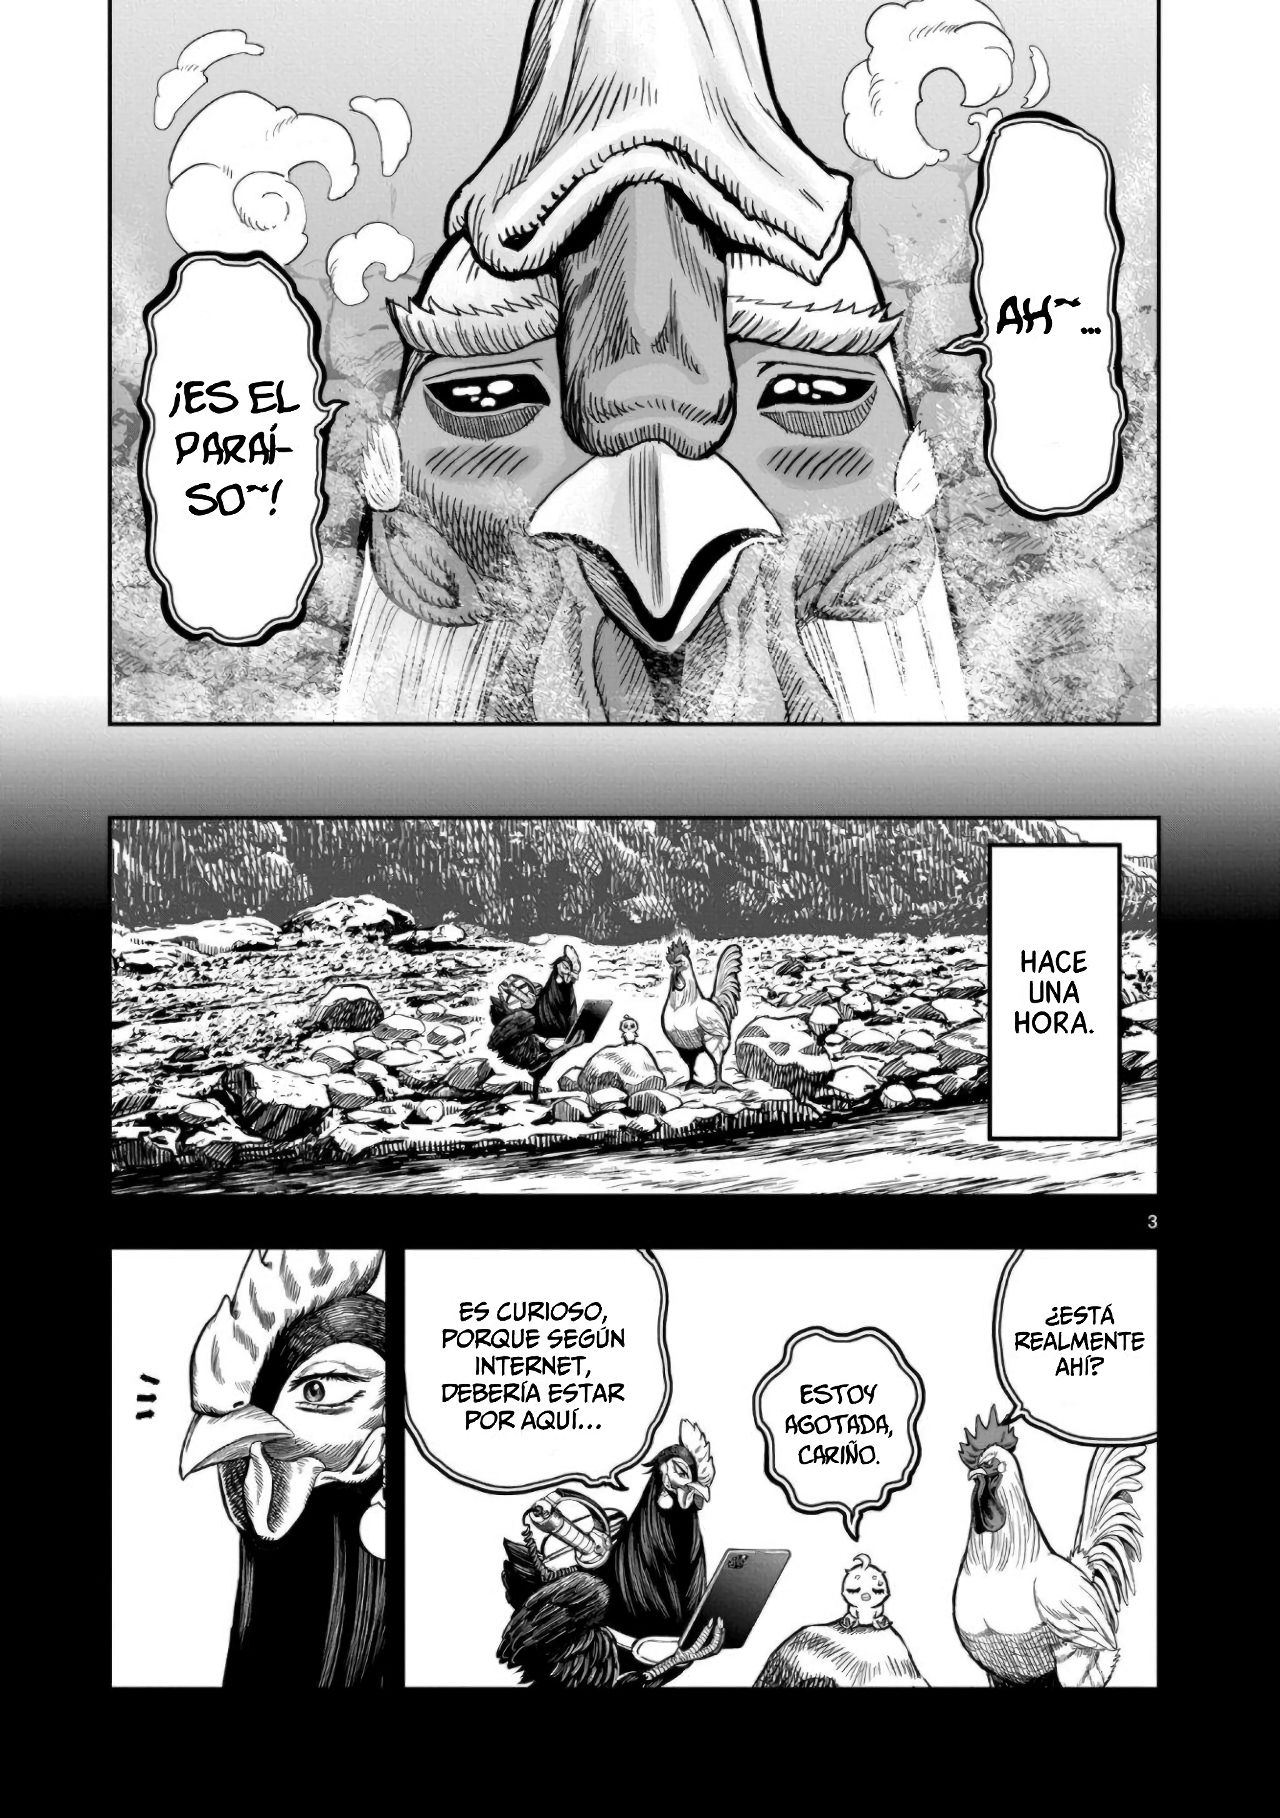 AH~...
¡ES EL
PARAÍ-
SO~!
HACE
UNA
HORA.
3
¿ESTÁ
REALMENTE
AHÍ?
ESTOY
AGOTADA,
CARIÑO.
ES CURIOSO,
PORQUE SEGÚN
INTERNET,
DEBERÍA ESTAR
POR AQUÍ...